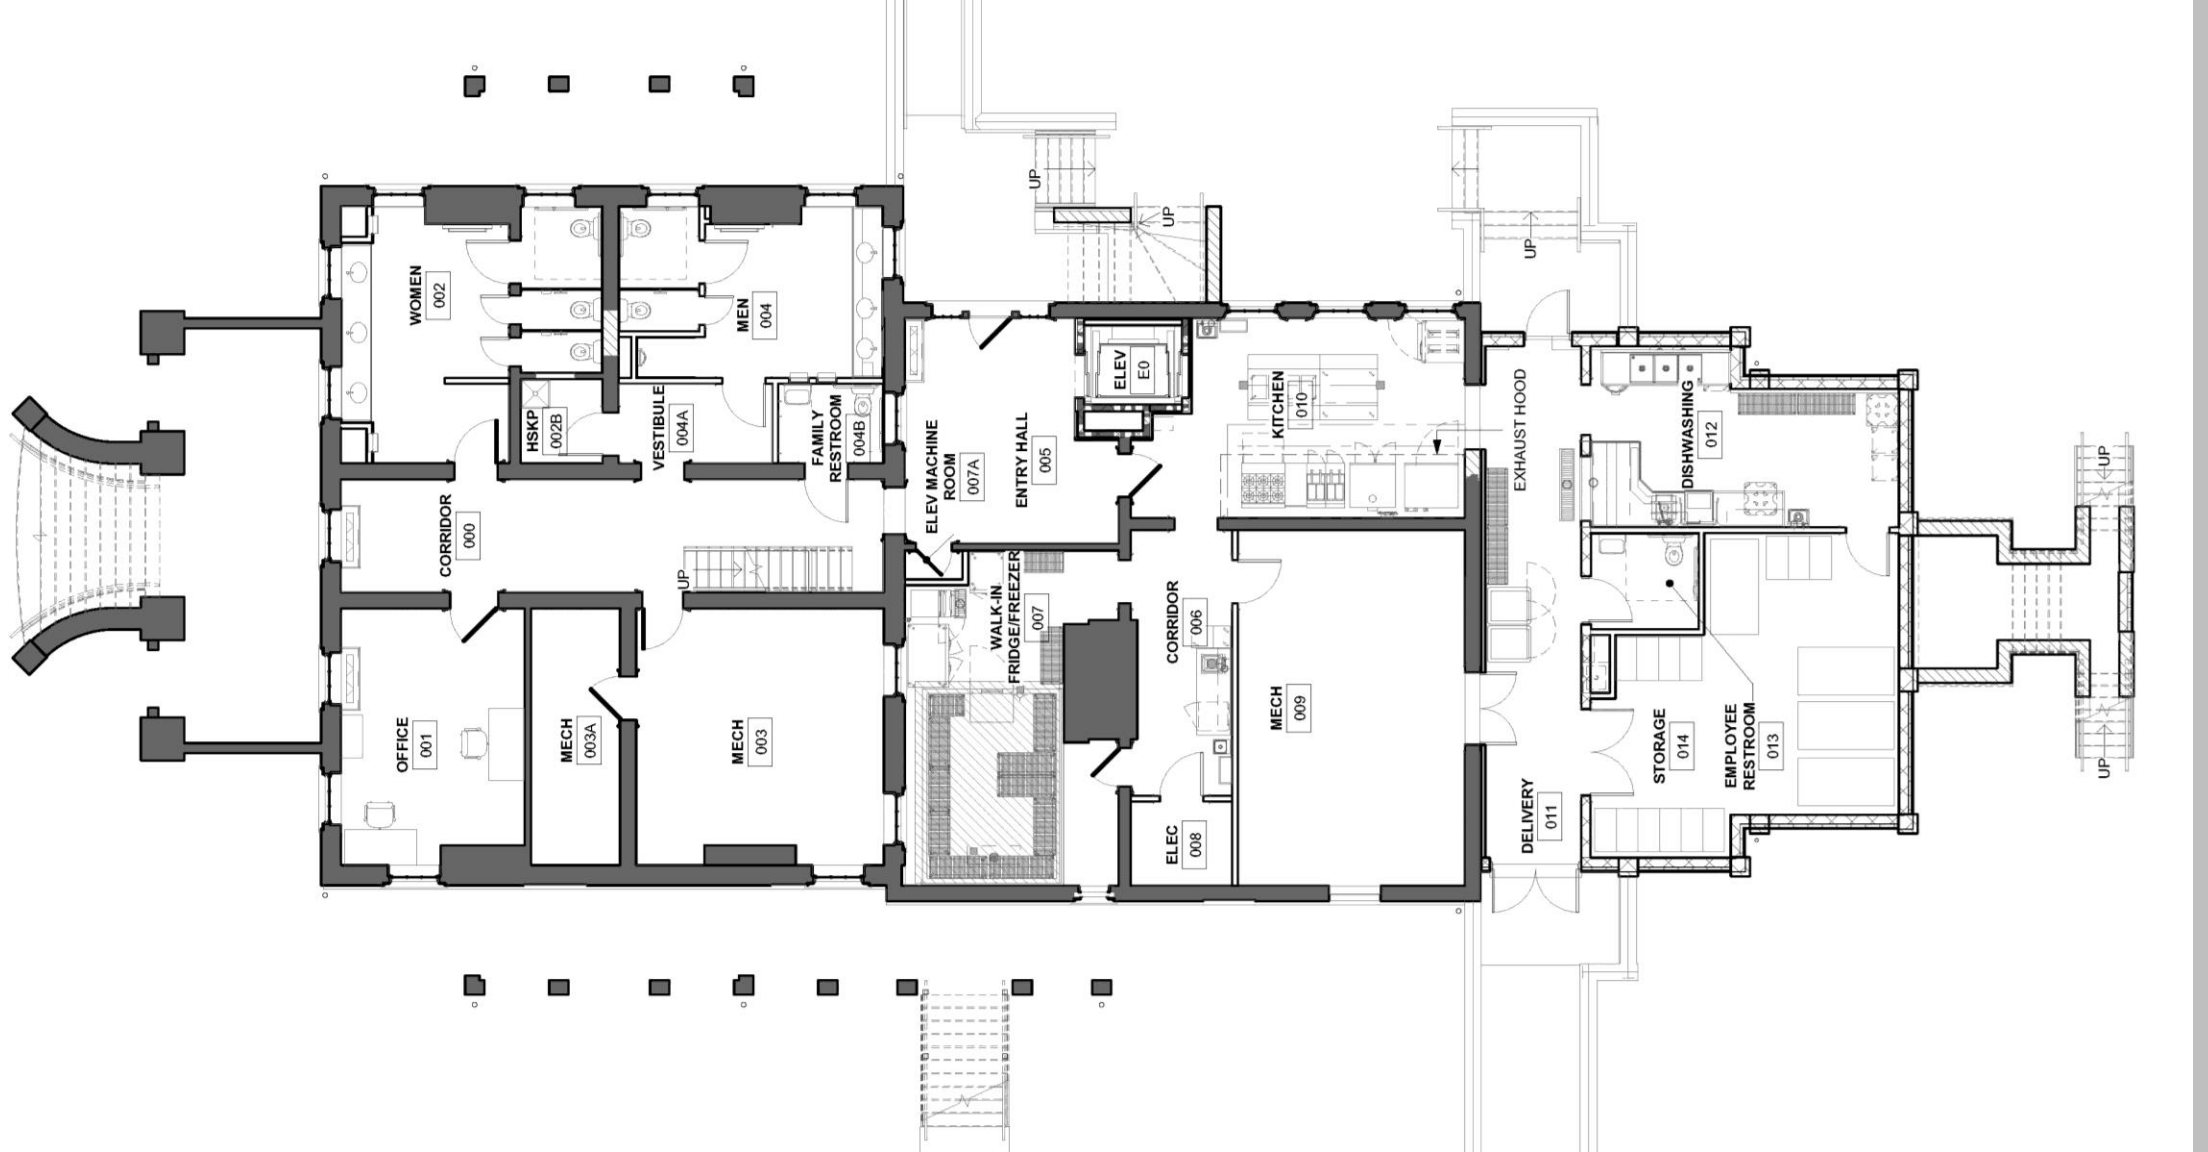 WOMEN
002
MEN
004
HSKP
002B
VESTIBULE
004A
FAMILY
RESTROOM
004B
CORRIDOR
000
UP
OFFICE
001
MECH
003A
MECH
003
ELEV MACHINE
ROOM
007A
ENTRY HALL
005
ELEV
E0
UP
UP
KITCHEN
010
WALK-IN
FRIDGE/FREEZER
007
CORRIDOR
006
ELEC
008
MECH
009
EXHAUST HOOD
UP
DISHWASHING
012
DELIVERY
011
STORAGE
014
EMPLOYEE
RESTROOM
013
UP
UP